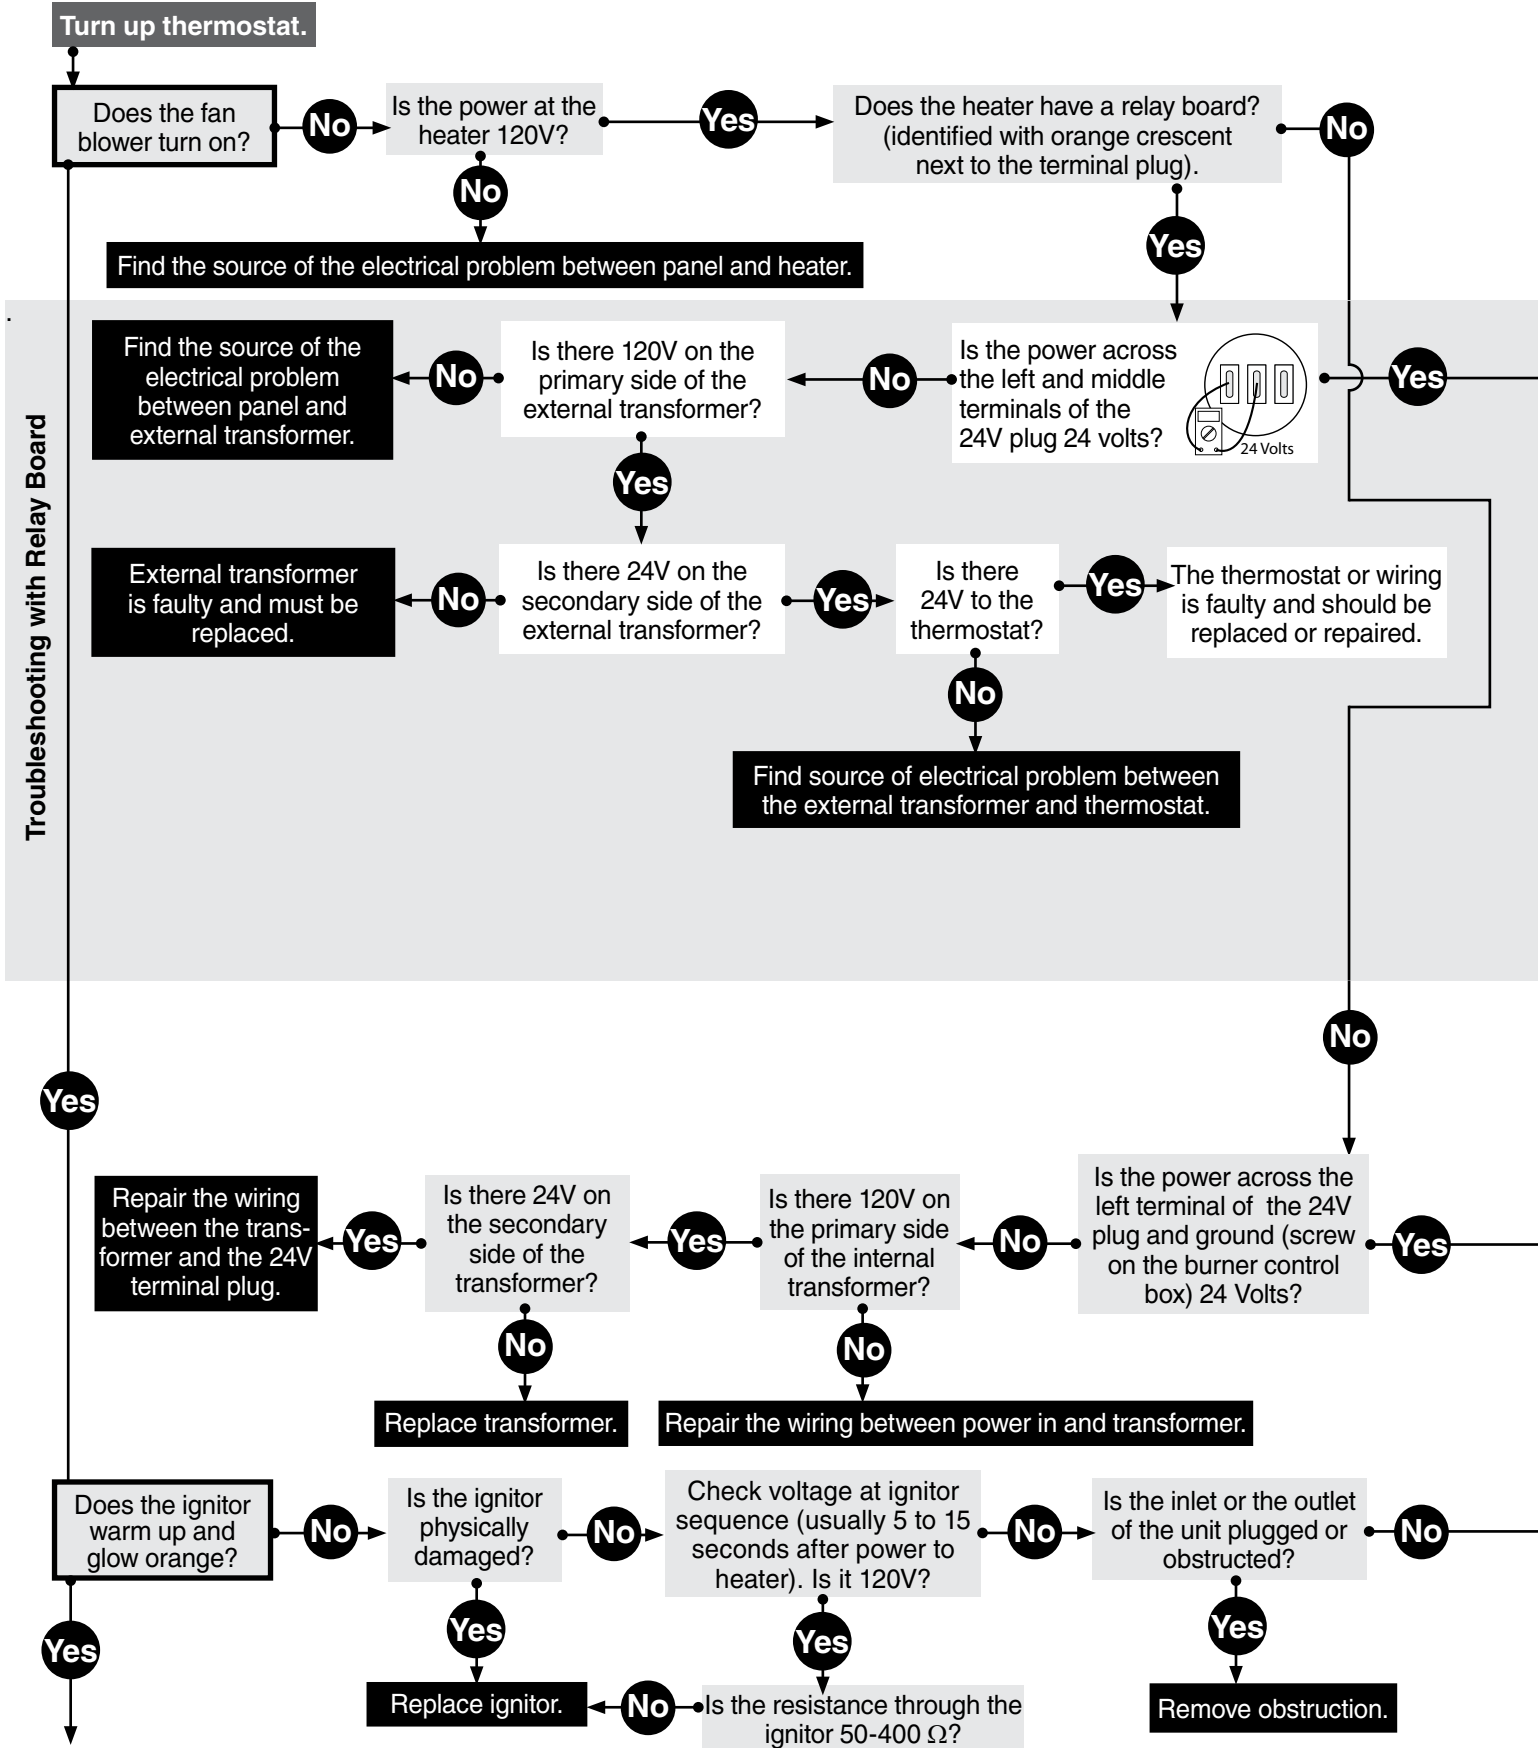 Turn up thermostat.
Does the fan
blower turn on?
No
Is the power at the
heater 120V?
Yes
Does the heater have a relay board?
(identified with orange crescent
next to the terminal plug).
No
No
Yes
Find the source of the electrical problem between panel and heater.
.
Troubleshooting with Relay Board
Find the source of the
electrical problem
between panel and
external transformer.
No
Is there 120V on the
primary side of the
external transformer?
No
Is the power across
the left and middle
terminals of the
24V plug 24 volts?
24 Volts
Yes
Yes
External transformer
is faulty and must be
replaced.
No
Is there 24V on the
secondary side of the
external transformer?
Yes
Is there
24V to the
thermostat?
Yes
The thermostat or wiring
is faulty and should be
replaced or repaired.
No
Find source of electrical problem between
the external transformer and thermostat.
No
Yes
Repair the wiring
between the trans-
former and the 24V
terminal plug.
Yes
Is there 24V on
the secondary
side of the
transformer?
Yes
Is there 120V on
the primary side
of the internal
transformer?
No
Is the power across the
left terminal of  the 24V
plug and ground (screw
on the burner control
box) 24 Volts?
Yes
No
No
Replace transformer.
Repair the wiring between power in and transformer.
Does the ignitor
warm up and
glow orange?
No
Is the ignitor
physically
damaged?
No
Check voltage at ignitor
sequence (usually 5 to 15
seconds after power to
heater). Is it 120V?
No
Is the inlet or the outlet
of the unit plugged or
obstructed?
No
Yes
Yes
Yes
Yes
Replace ignitor.
No
Is the resistance through the
ignitor 50-400 Ω?
Remove obstruction.